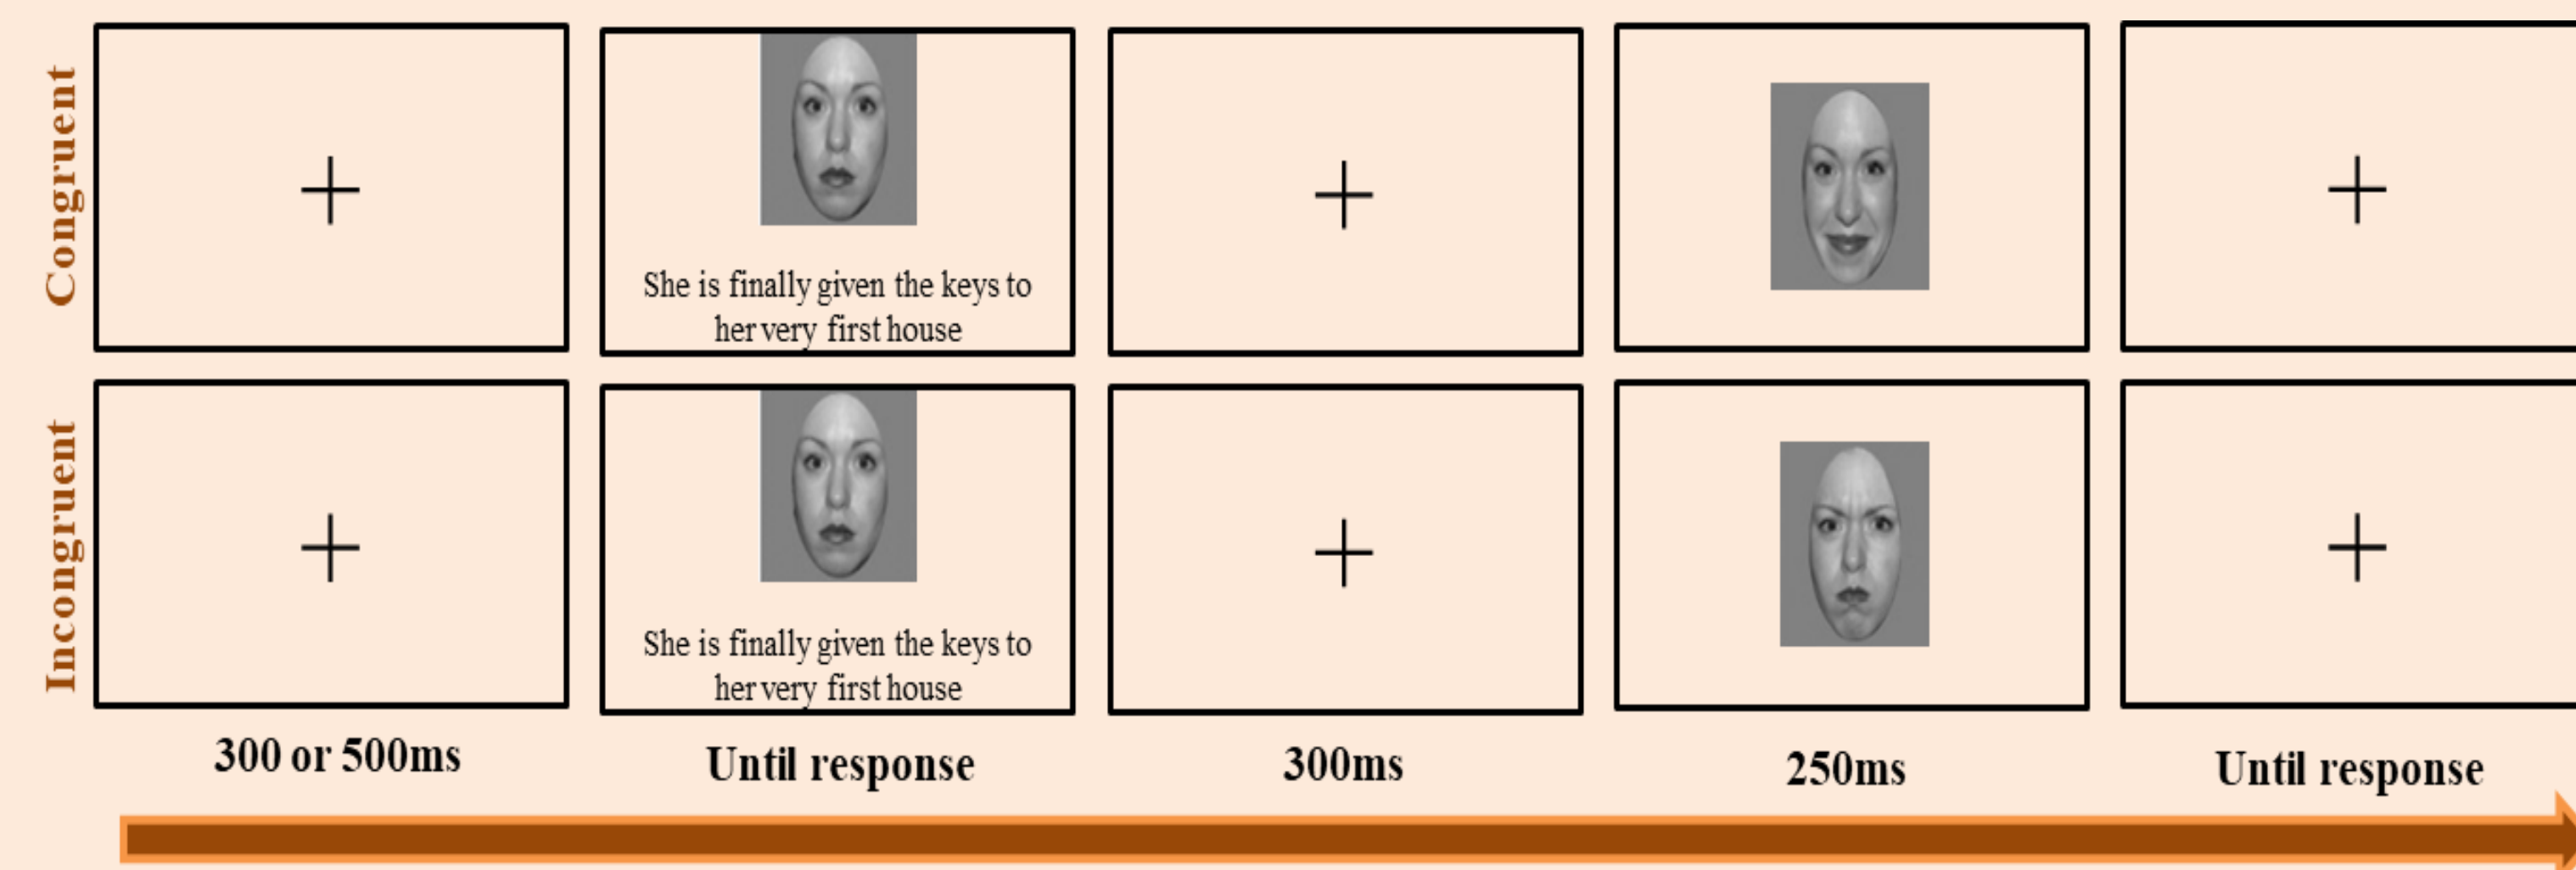 Congruent
She is finally given the keys to
her very first house
Incongruent
She is finally given the keys to
her very first house
300 or 500ms
Until response
300ms
250ms
Until response